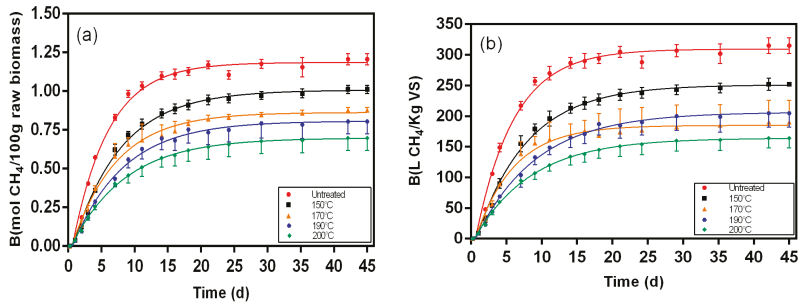 (a)
B(mol CH4/100g raw biomass)
1.50
1.25
1.00
0.75
0.50
0.25
0.00
0 5 10 15 20 25 30 35 40 45
Time (d)
Untreated
150°C
170°C
190°C
200°C
(b)
B(L CH4/Kg VS)
350
300
250
200
150
100
50
0
0 5 10 15 20 25 30 35 40 45
Time (d)
Untreated
150°C
170°C
190°C
200°C